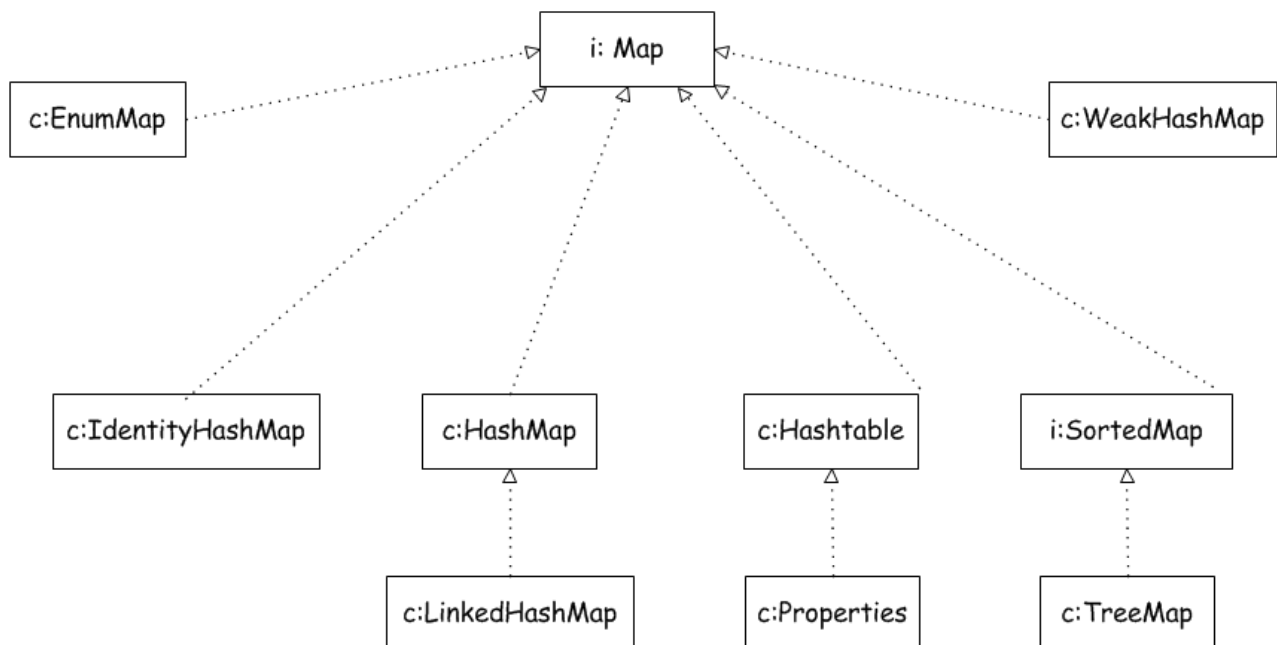 i: Map
c:EnumMap
c:WeakHashMap
c:IdentityHashMap
c:HashMap
c:Hashtable
i:SortedMap
c:LinkedHashMap
c:Properties
c:TreeMap